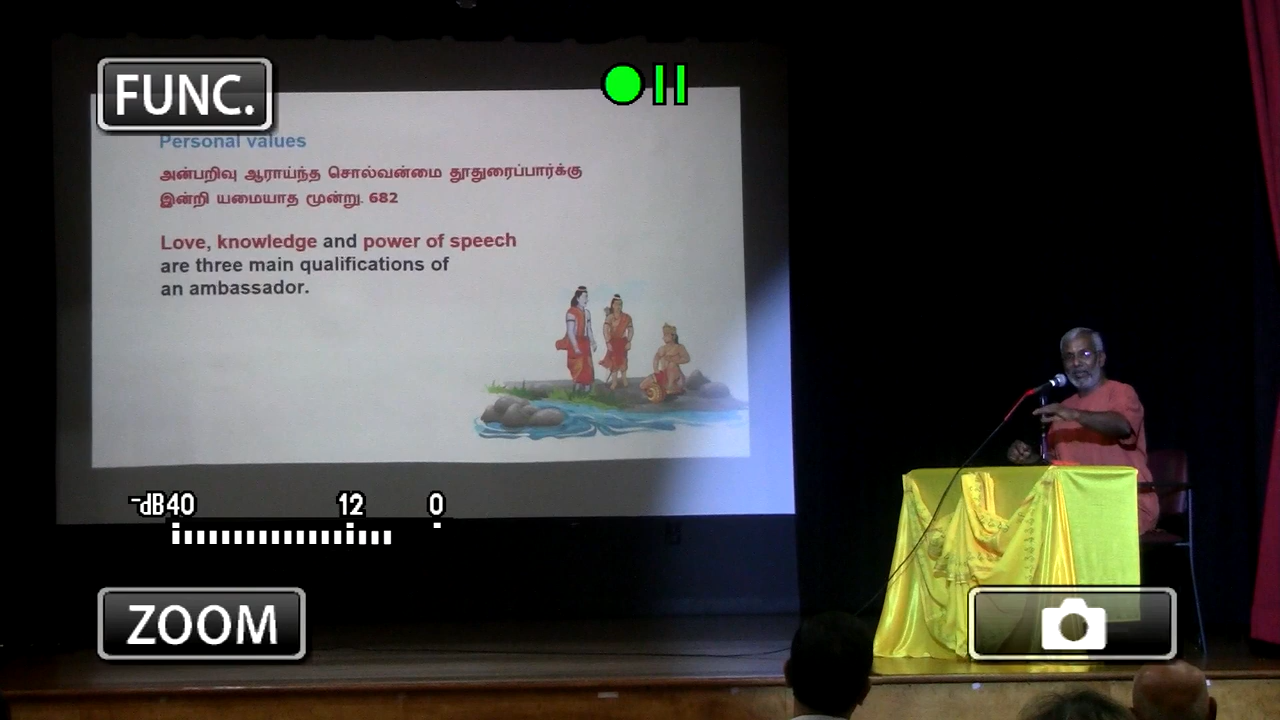 FUNC.
Personal values
அன்பறிவு ஆராய்ந்த சொல்வன்மை தூதுரைப்பார்க்கு
இன்றி யமையாத மூன்று. 682
Love, knowledge and power of speech
are three main qualifications of
an ambassador.
-dB40 12 0
ZOOM